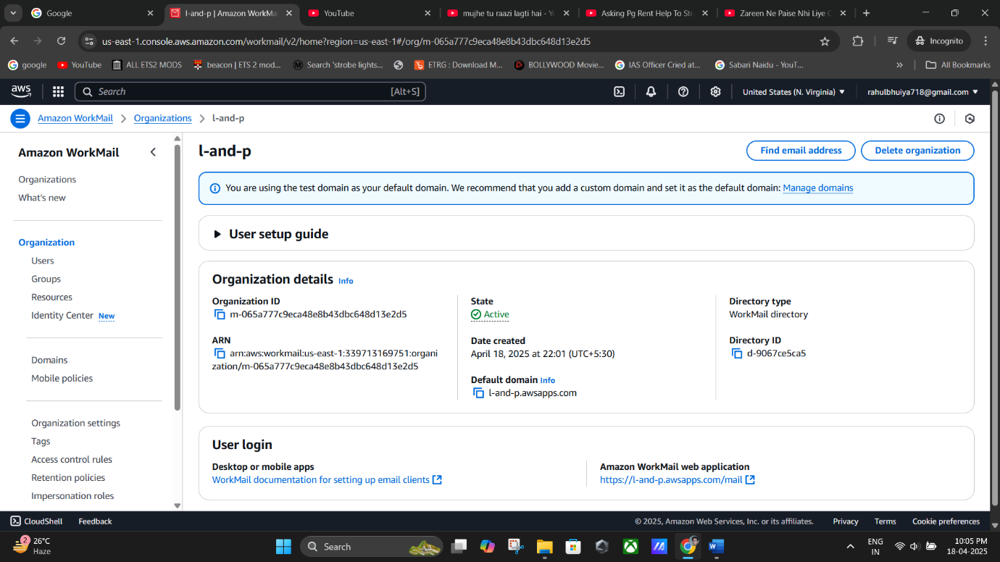 Google
l-and-p | Amazon WorkMa
YouTube
mujhe tu raazi lagti hai - Yo
Asking Pg Rent Help To Str
Zareen Ne Paise Nhi Liye
us-east-1.console.aws.amazon.com/workmail/v2/home?region=us-east-1#/org/m-065a777c9eca48e8b43dbc648d13e2d5
Incognito
google
YouTube
ALL ETS2 MODS
beacon | ETS 2 mod...
Search 'strobe lights...
ETRG : Download M...
BOLLYWOOD Movie...
IAS Officer Cried at...
Sabari Naidu - YouT...
All Bookmarks
aws
Search
[Alt+S]
United States (N. Virginia)
rahulbhuiya718@gmail.com
Amazon WorkMail
Organizations
l-and-p
Amazon WorkMail
Organizations
What's new
Organization
Users
Groups
Resources
Identity Center New
Domains
Mobile policies
Organization settings
Tags
Access control rules
Retention policies
Impersonation roles
l-and-p
Find email address
Delete organization
You are using the test domain as your default domain. We recommend that you add a custom domain and set it as the default domain: Manage domains
User setup guide
Organization details Info
Organization ID
m-065a777c9eca48e8b43dbc648d13e2d5
ARN
arn:aws:workmail:us-east-1:339713169751:organi
zation/m-065a777c9eca48e8b43dbc648d13e2d5
State
Active
Date created
April 18, 2025 at 22:01 (UTC+5:30)
Default domain Info
l-and-p.awsapps.com
Directory type
WorkMail directory
Directory ID
d-9067ce5ca5
User login
Desktop or mobile apps
WorkMail documentation for setting up email clients
Amazon WorkMail web application
https://l-and-p.awsapps.com/mail
CloudShell
Feedback
© 2025, Amazon Web Services, Inc. or its affiliates.
Privacy
Terms
Cookie preferences
2
26°C
Haze
Search
ENG
IN
10:05 PM
18-04-2025